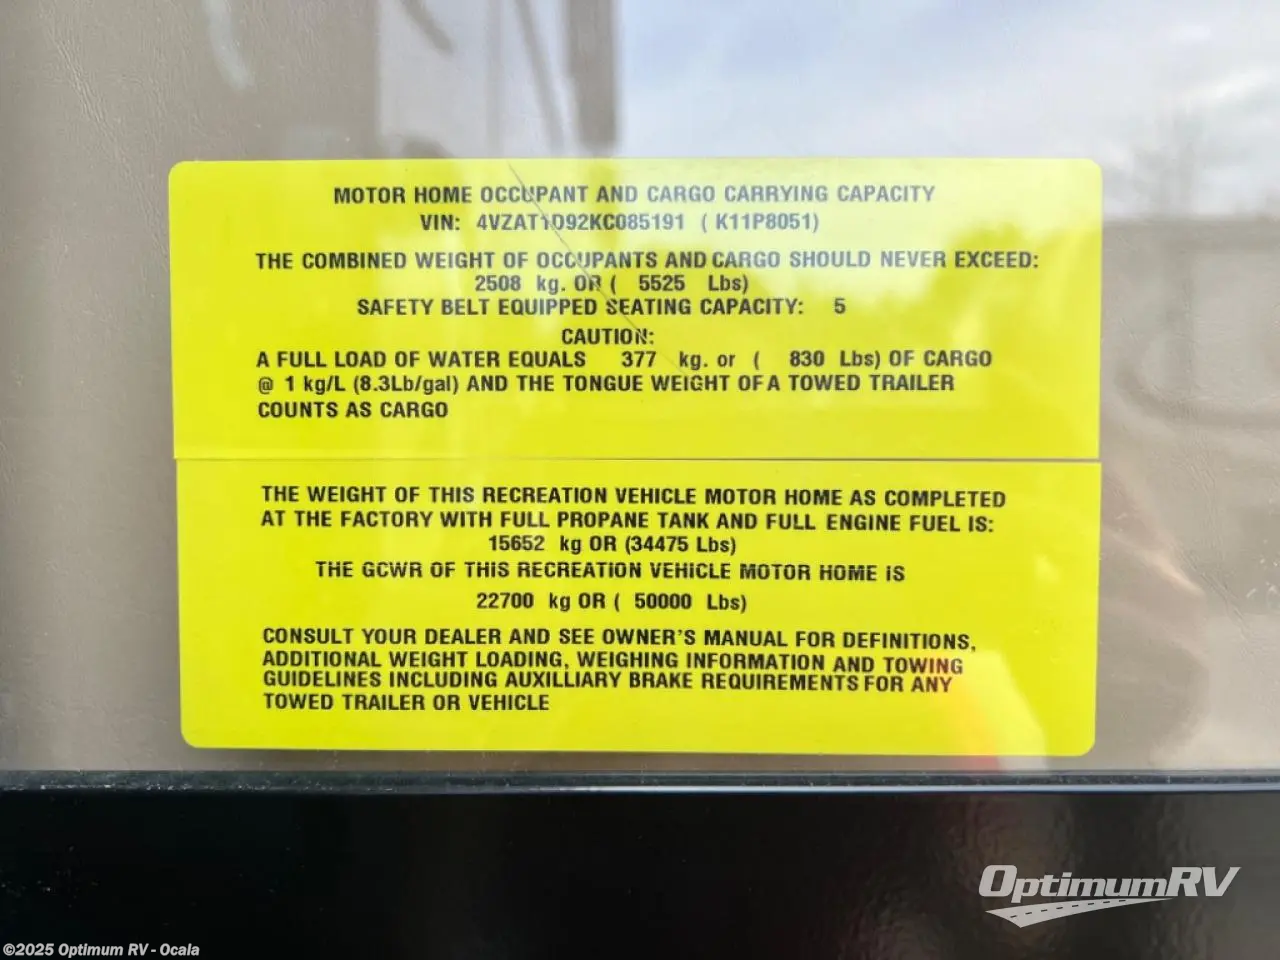 MOTOR HOME OCCUPANT AND CARGO CARRYING CAPACITY
VIN: 4VZAT1D92KC085191 ( K11P8051)
THE COMBINED WEIGHT OF OCCUPANTS AND CARGO SHOULD NEVER EXCEED:
2508 kg. OR ( 5525 Lbs)
SAFETY BELT EQUIPPED SEATING CAPACITY: 5
CAUTION:
A FULL LOAD OF WATER EQUALS 377 kg. or ( 830 Lbs) OF CARGO
@ 1 kg/L (8.3Lb/gal) AND THE TONGUE WEIGHT OF A TOWED TRAILER
COUNTS AS CARGO
THE WEIGHT OF THIS RECREATION VEHICLE MOTOR HOME AS COMPLETED
AT THE FACTORY WITH FULL PROPANE TANK AND FULL ENGINE FUEL IS:
15652 kg OR (34475 Lbs)
THE GCWR OF THIS RECREATION VEHICLE MOTOR HOME IS
22700 kg OR ( 50000 Lbs)
CONSULT YOUR DEALER AND SEE OWNER'S MANUAL FOR DEFINITIONS,
ADDITIONAL WEIGHT LOADING, WEIGHING INFORMATION AND TOWING
GUIDELINES INCLUDING AUXILLIARY BRAKE REQUIREMENTS FOR ANY
TOWED TRAILER OR VEHICLE
OptimumRV
©2025 Optimum RV - Ocala